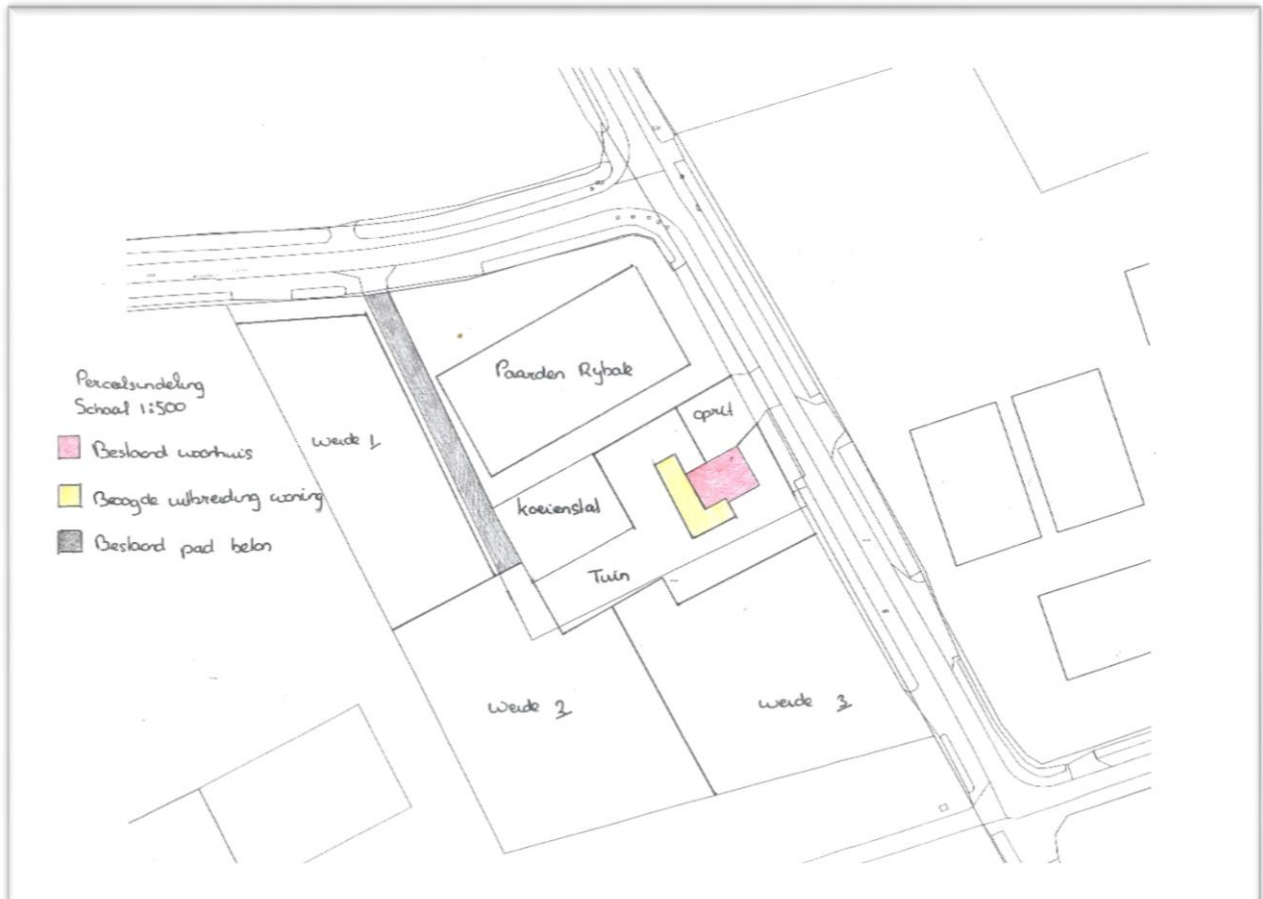 Perceelsindeling
Schaal 1:500
Bestaand woonhuis
Beoogde uitbreiding woning
Bestaand pad beton
Paarden Rybak
oprit
weide 1
koeienstal
Tuin
weide 2
weide 3